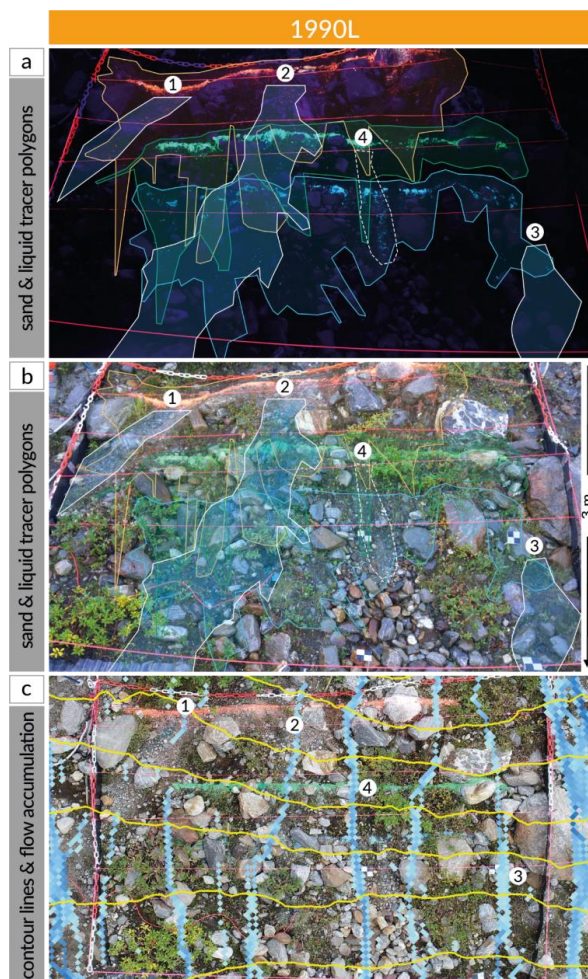 1990L
a
sand & liquid tracer polygons
1
2
4
3
b
sand & liquid tracer polygons
1
2
4
3
3 m
c
contour lines & flow accumulation
1
2
4
3